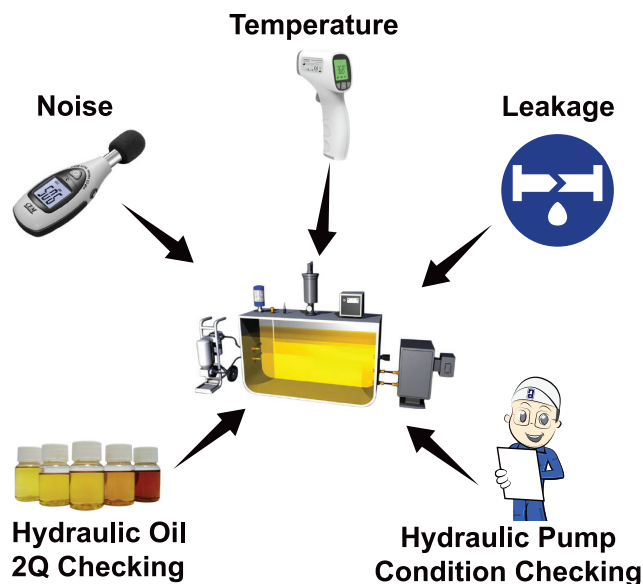 Temperature
Noise
Leakage
Hydraulic Oil
2Q Checking
Hydraulic Pump
Condition Checking